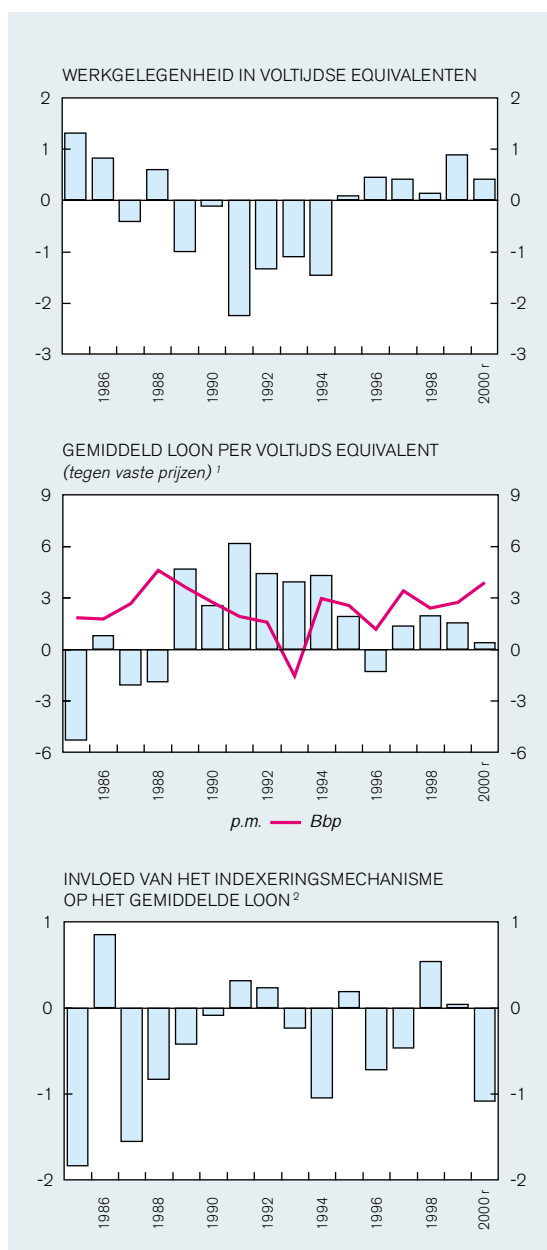 WERKGELEGENHEID IN VOLTIJDSE EQUIVALENTEN
2 2
1 1
0 0
-1 -1
-2 -2
-3 -3
1986 1988 1990 1992 1994 1996 1998 2000 r
GEMIDDELD LOON PER VOLTIJDS EQUIVALENT
(tegen vaste prijzen) 1
9 9
6 6
3 3
0 0
-3 -3
-6 -6
1986 1988 1990 1992 1994 1996 1998 2000 r
p.m. Bbp
INVLOED VAN HET INDEXERINGSMECHANISME
OP HET GEMIDDELDE LOON 2
1 1
0 0
-1 -1
-2 -2
1986 1988 1990 1992 1994 1996 1998 2000 r